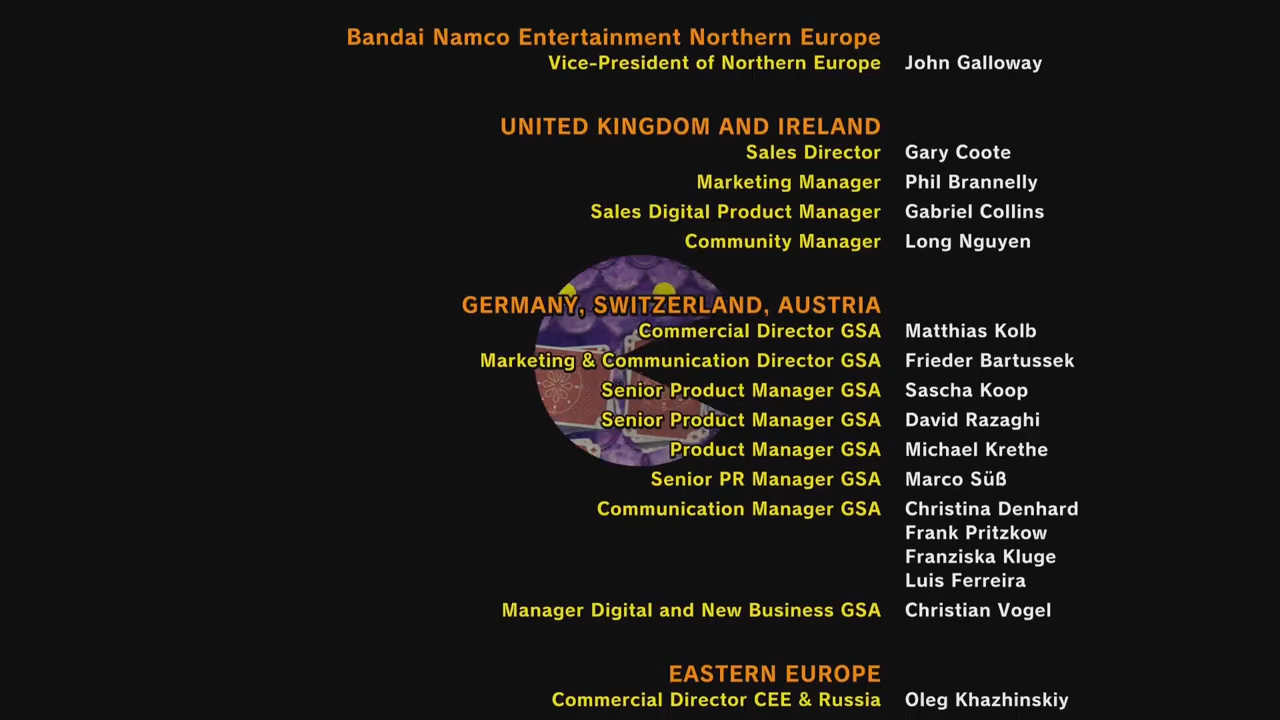 Bandai Namco Entertainment Northern Europe
Vice-President of Northern Europe John Galloway
UNITED KINGDOM AND IRELAND
Sales Director Gary Coote
Marketing Manager Phil Brannelly
Sales Digital Product Manager Gabriel Collins
Community Manager Long Nguyen
GERMANY, SWITZERLAND, AUSTRIA
Commercial Director GSA Matthias Kolb
Marketing & Communication Director GSA Frieder Bartussek
Senior Product Manager GSA Sascha Koop
Senior Product Manager GSA David Razaghi
Product Manager GSA Michael Krethe
Senior PR Manager GSA Marco Süß
Communication Manager GSA Christina Denhard
Frank Pritzkow
Franziska Kluge
Luis Ferreira
Manager Digital and New Business GSA Christian Vogel
EASTERN EUROPE
Commercial Director CEE & Russia Oleg Khazhinskiy